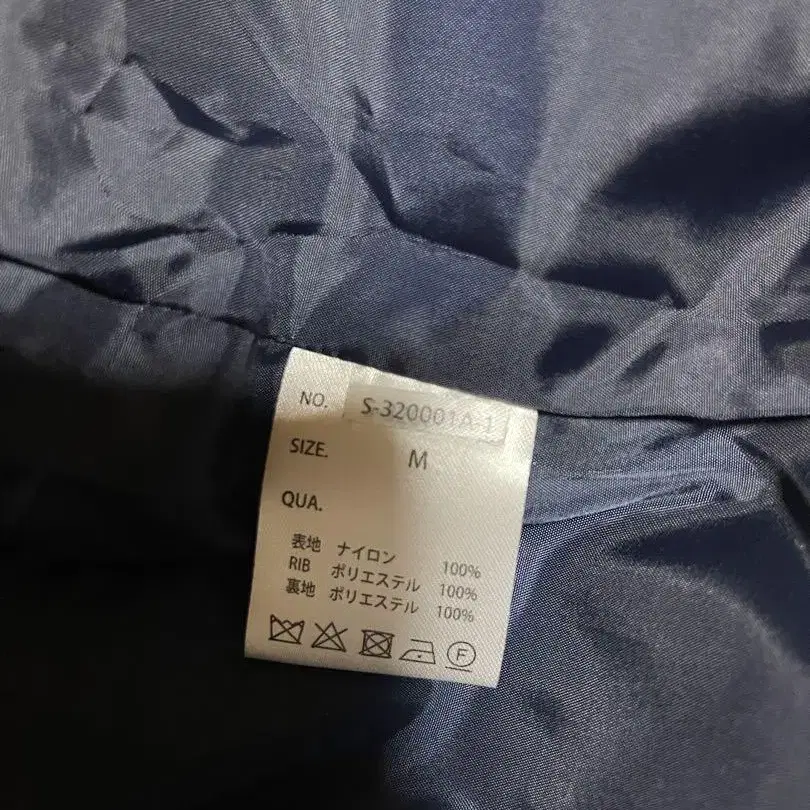 NO. S-320001A-1
SIZE. M
QUA.
表地 ナイロン 100%
RIB ポリエステル 100%
裏地 ポリエステル 100%
F